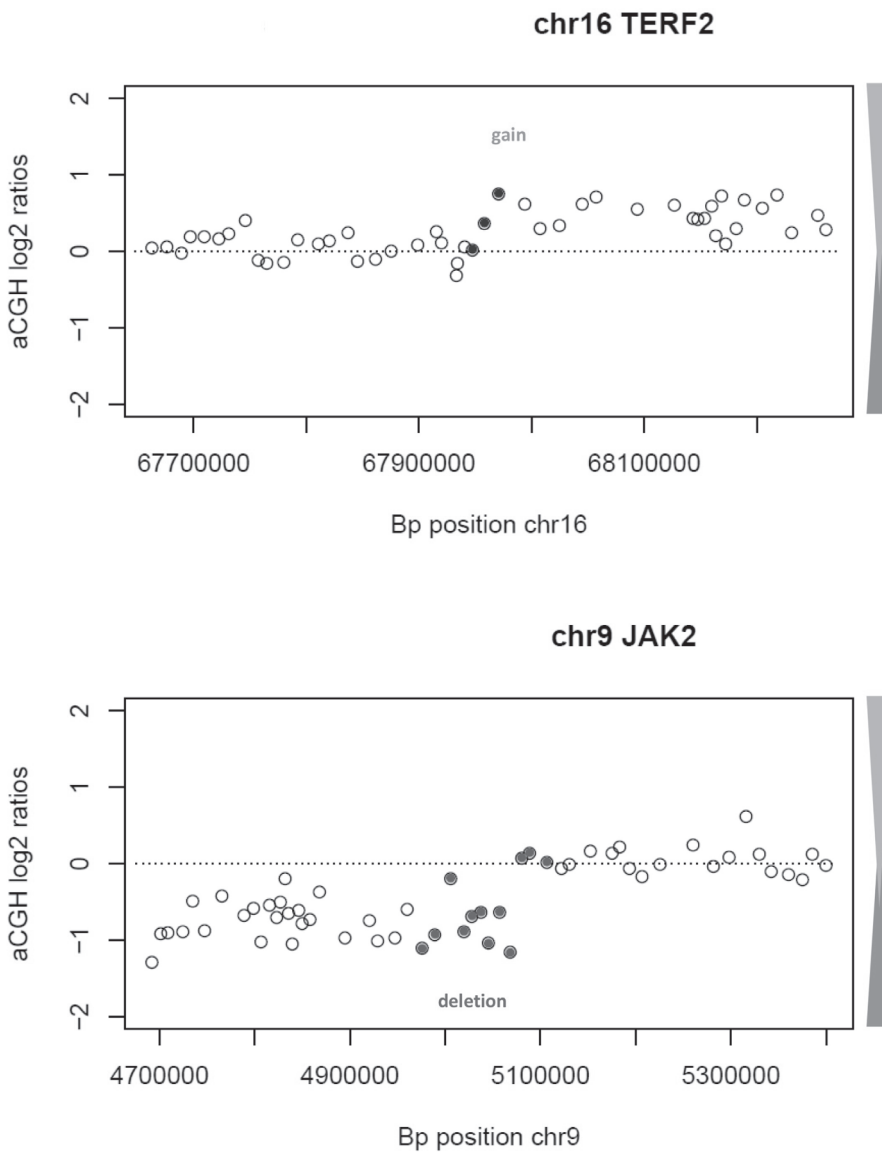 chr16 TERF2
gain
2
1
0
−1
−2
aCGH log2 ratios
67700000 67900000 68100000
Bp position chr16
chr9 JAK2
2
1
0
−1
−2
aCGH log2 ratios
deletion
4700000 4900000 5100000 5300000
Bp position chr9